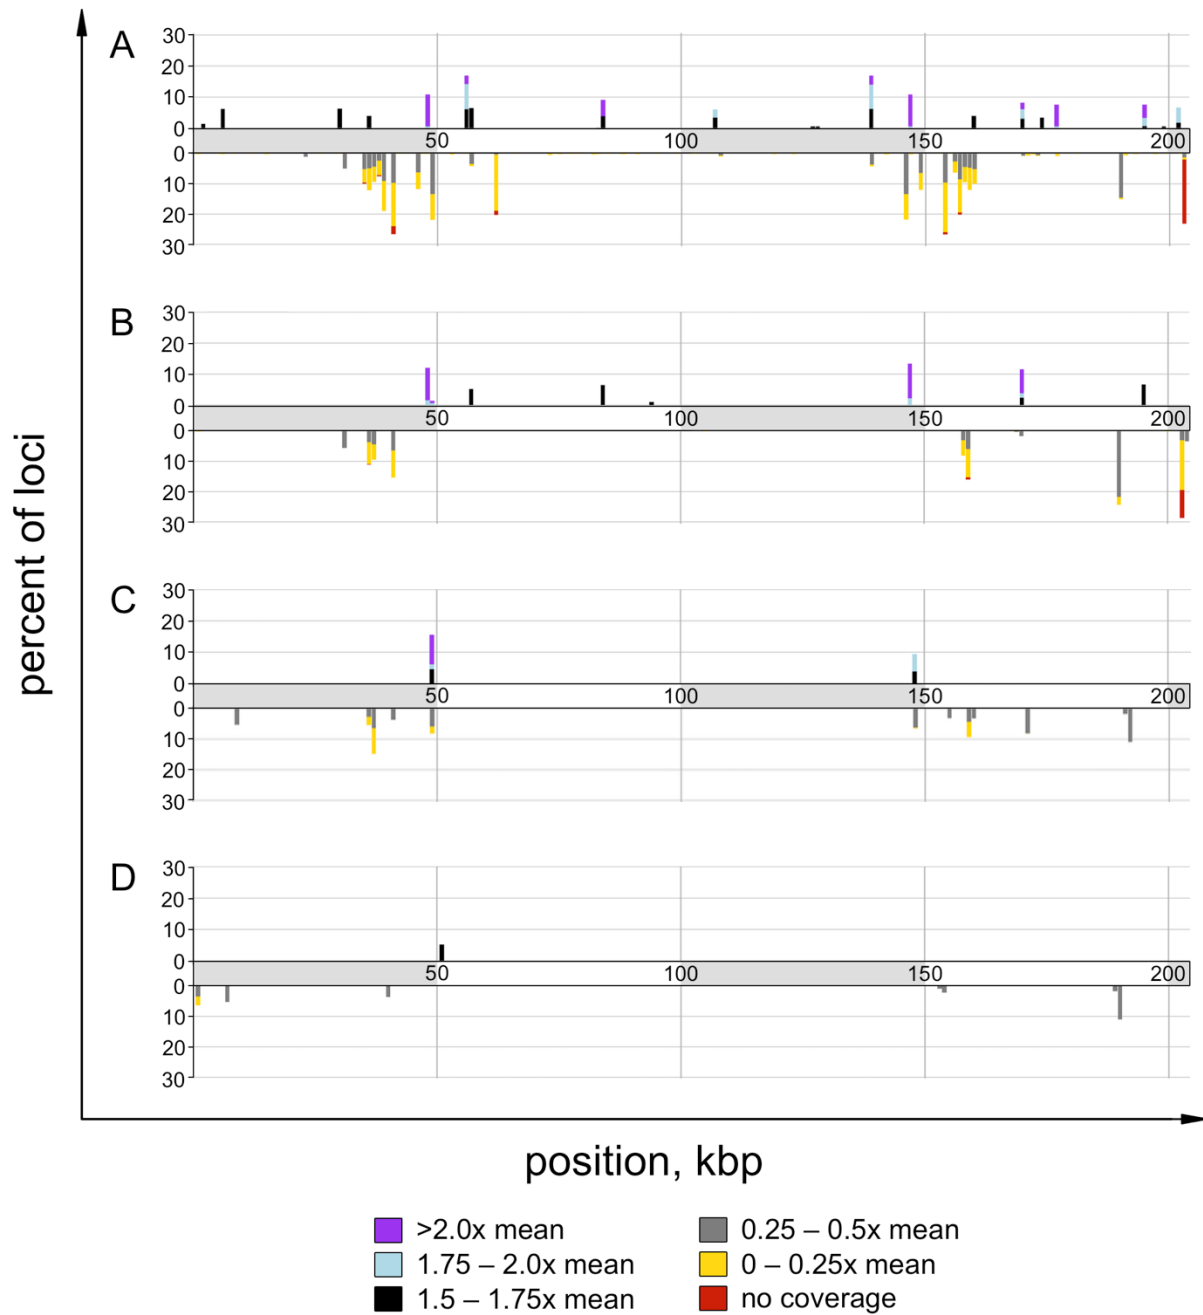 A
30
20
10
0
50 100 150 200
0
10
20
30
B
30
20
10
0
50 100 150 200
0
10
20
30
C
30
20
10
0
50 100 150 200
0
10
20
30
D
30
20
10
0
50 100 150 200
0
10
20
30
percent of loci
position, kbp
>2.0x mean
1.75 – 2.0x mean
1.5 – 1.75x mean
0.25 – 0.5x mean
0 – 0.25x mean
no coverage